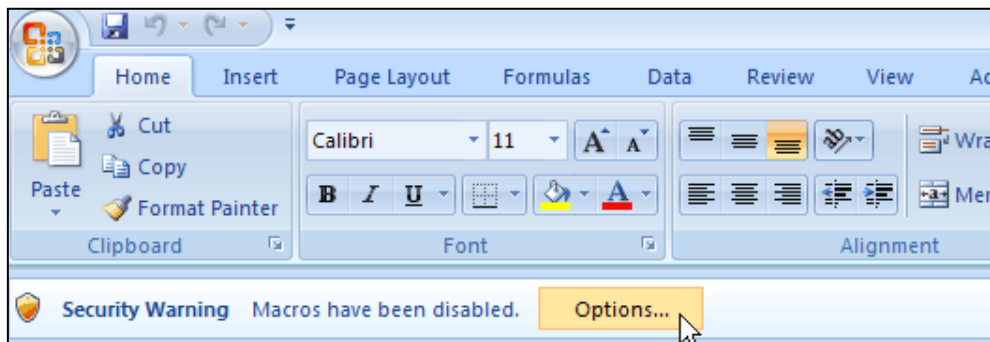 Home Insert Page Layout Formulas Data Review View
Cut
Calibri 11 A A
Copy
Paste
B I U A
Format Painter
Clipboard Font Alignment
Security Warning Macros have been disabled. Options...